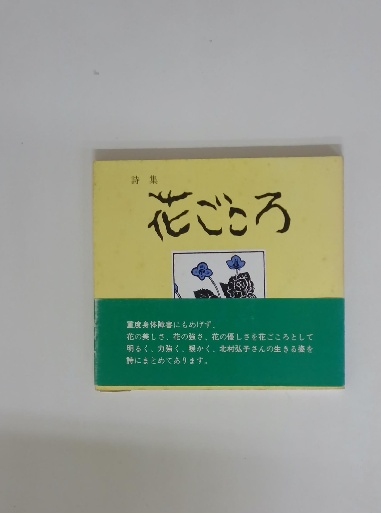 詩集
花ごころ
重度身体障害にもめげず、
花の美しさ、花の強さ、花の優しさを花ごころとして
明るく、力強く、暖かく、北村弘子さんの生きる姿を
詩にまとめてあります。